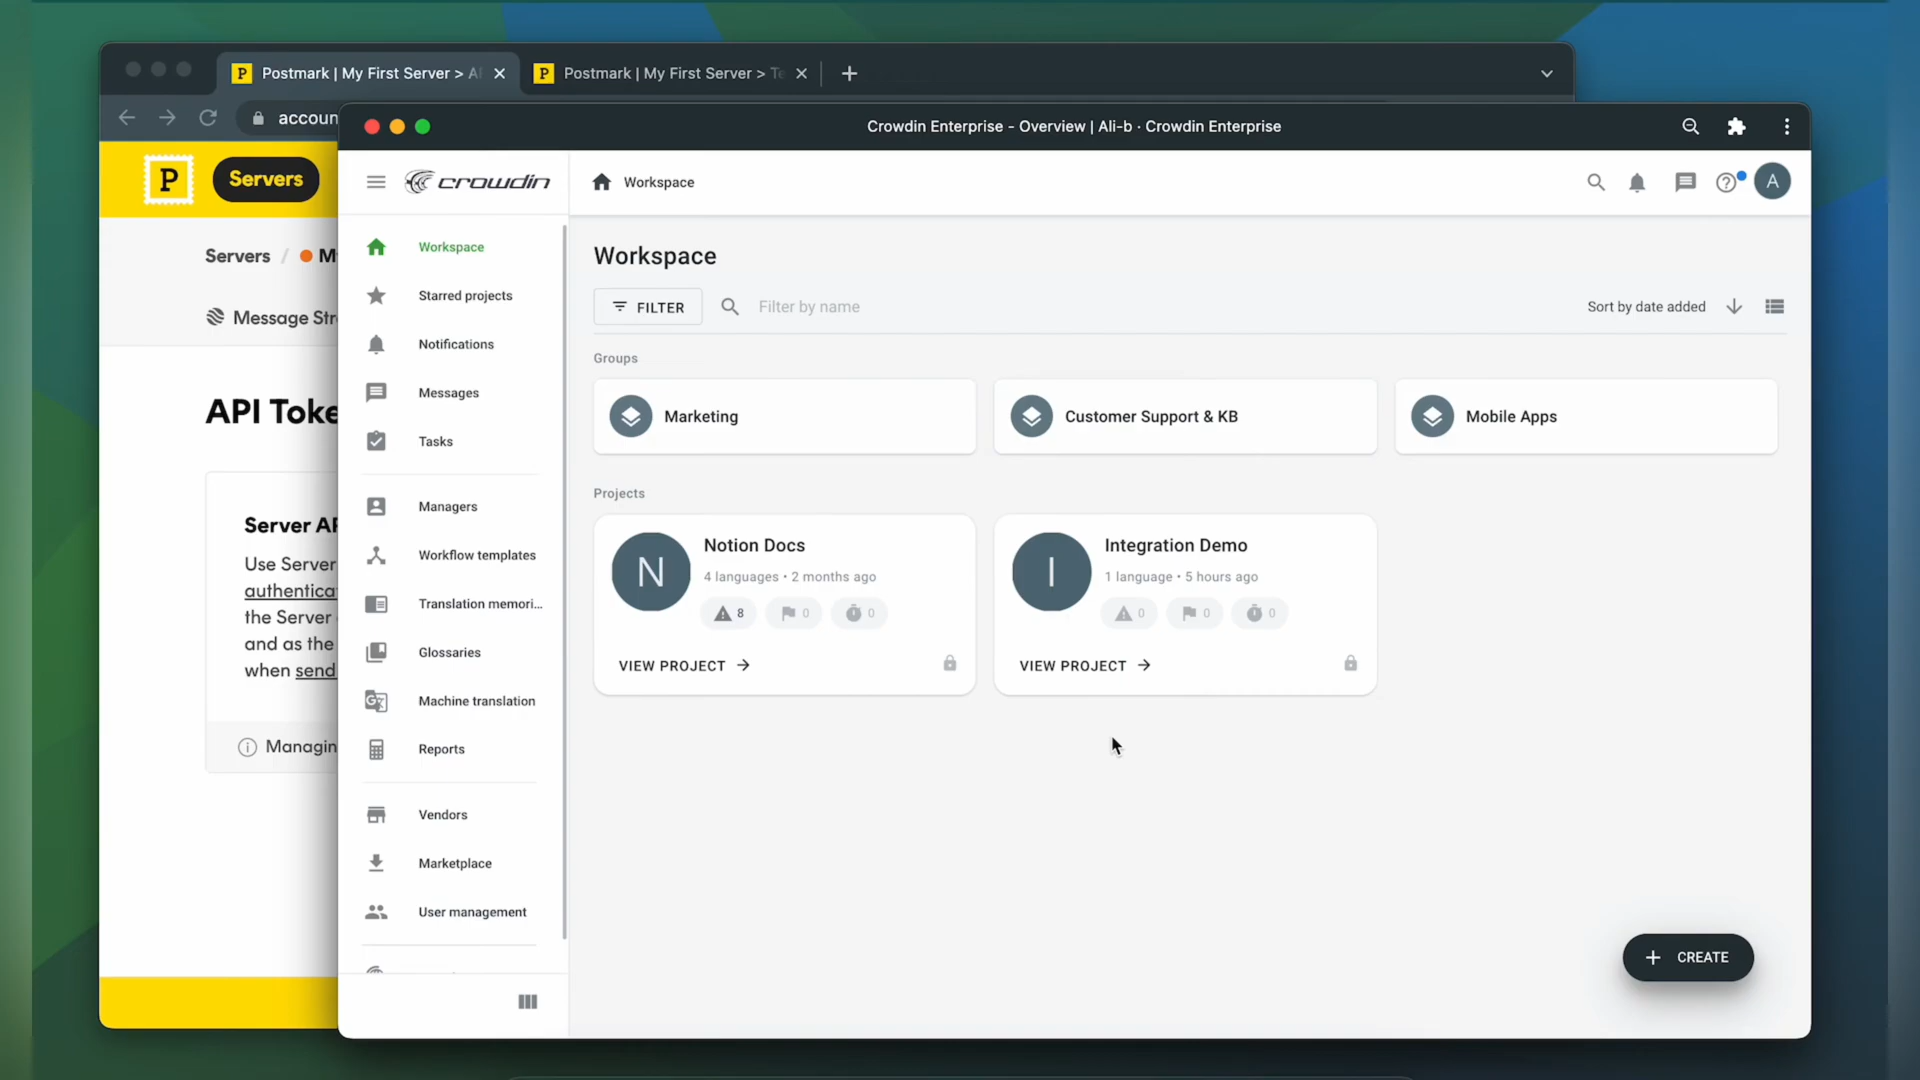 Postmark | My First Server >
Postmark | My First Server >
accoun
P
Servers
Servers /
Message Str
API Toke
Server AP
Use Server
authentica
the Server
and as the
when send
Managin
Crowdin Enterprise - Overview | Ali-b · Crowdin Enterprise
crowdin
Workspace
A
Workspace
Starred projects
Notifications
Messages
Tasks
Managers
Workflow templates
Translation memori...
Glossaries
Machine translation
Reports
Vendors
Marketplace
User management
Workspace
FILTER
Filter by name
Sort by date added
Groups
Marketing
Customer Support & KB
Mobile Apps
Projects
N
Notion Docs
4 languages • 2 months ago
8
0
0
VIEW PROJECT
I
Integration Demo
1 language • 5 hours ago
0
0
0
VIEW PROJECT
+ CREATE